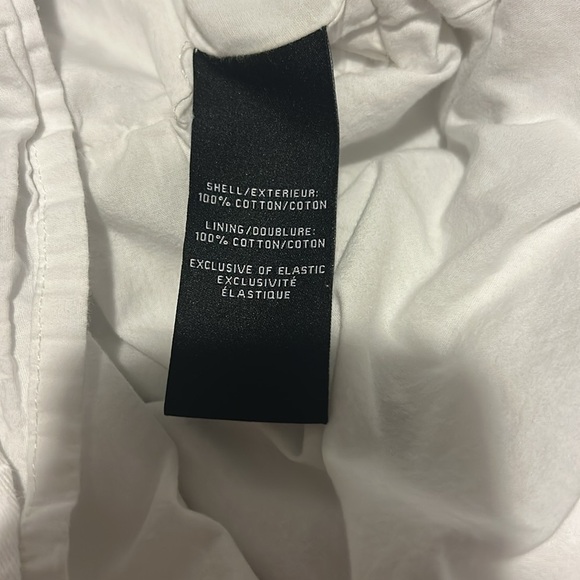 SHELL/EXTERIEUR:
100% COTTON/COTON
LINING/DOUBLURE:
100% COTTON/COTON
EXCLUSIVE OF ELASTIC
EXCLUSIVITÉ
ÉLASTIQUE